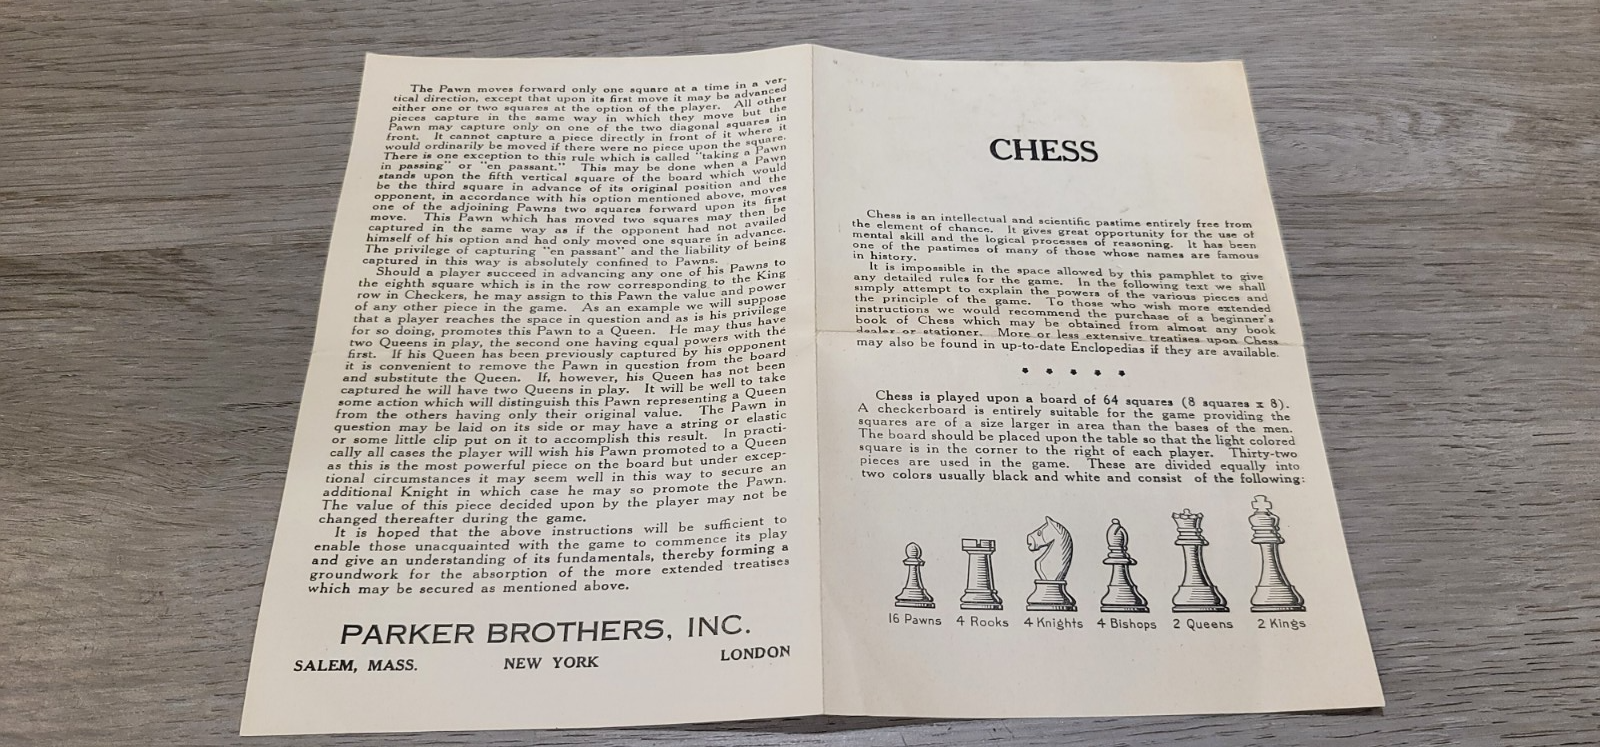 The Pawn moves forward only one square at a time in a ver-
tical direction, except that upon its first move it may be advanced
either one or two squares at the option of the player. All other
pieces capture in the same way in which they move but the
Pawn may capture only on one of the two diagonal squares in
front. It cannot capture a piece directly in front of it where it
would ordinarily be moved if there were no piece upon the square.
There is one exception to this rule which is called "taking a Pawn
in passing" or "en passant." This may be done when a Pawn
stands upon the fifth vertical square of the board which would
be the third square in advance of its original position and the
opponent, in accordance with his option mentioned above, moves
one of the adjoining Pawns two squares forward upon its first
move. This Pawn which has moved two squares may then be
captured in the same way as if the opponent had not availed
himself of his option and had only moved one square in advance.
The privilege of capturing "en passant" and the liability of being
captured in this way is absolutely confined to Pawns.
Should a player succeed in advancing any one of his Pawns to
the eighth square which is in the row corresponding to the King
row in Checkers, he may assign to this Pawn the value and power
of any other piece in the game. As an example we will suppose
that a player reaches the space in question and as is his privilege
for so doing, promotes this Pawn to a Queen. He may thus have
two Queens in play, the second one having equal powers with the
first. If his Queen has been previously captured by his opponent
it is convenient to remove the Pawn in question from the board
and substitute the Queen. If, however, his Queen has not been
captured he will have two Queens in play. It will be well to take
some action which will distinguish this Pawn representing a Queen
from the others having only their original value. The Pawn in
question may be laid on its side or may have a string or elastic
or some little clip put on it to accomplish this result. In practi-
cally all cases the player will wish his Pawn promoted to a Queen
as this is the most powerful piece on the board but under excep-
tional circumstances it may seem well in this way to secure an
additional Knight in which case he may so promote the Pawn.
The value of this piece decided upon by the player may not be
changed thereafter during the game.
It is hoped that the above instructions will be sufficient to
enable those unacquainted with the game to commence its play
and give an understanding of its fundamentals, thereby forming a
groundwork for the absorption of the more extended treatises
which may be secured as mentioned above.
PARKER BROTHERS, INC.
SALEM, MASS. NEW YORK LONDON
CHESS
Chess is an intellectual and scientific pastime entirely free from
the element of chance. It gives great opportunity for the use of
mental skill and the logical processes of reasoning. It has been
one of the pastimes of many of those whose names are famous
in history.
It is impossible in the space allowed by this pamphlet to give
any detailed rules for the game. In the following text we shall
simply attempt to explain the powers of the various pieces and
the principle of the game. To those who wish more extended
instructions we would recommend the purchase of a beginner's
book of Chess which may be obtained from almost any book
dealer or stationer. More or less extensive treatises upon Chess
may also be found in up-to-date Enclopedias if they are available.
Chess is played upon a board of 64 squares (8 squares x 8).
A checkerboard is entirely suitable for the game providing the
squares are of a size larger in area than the bases of the men.
The board should be placed upon the table so that the light colored
square is in the corner to the right of each player. Thirty-two
pieces are used in the game. These are divided equally into
two colors usually black and white and consist of the following:
16 Pawns 4 Rooks 4 Knights 4 Bishops 2 Queens 2 Kings